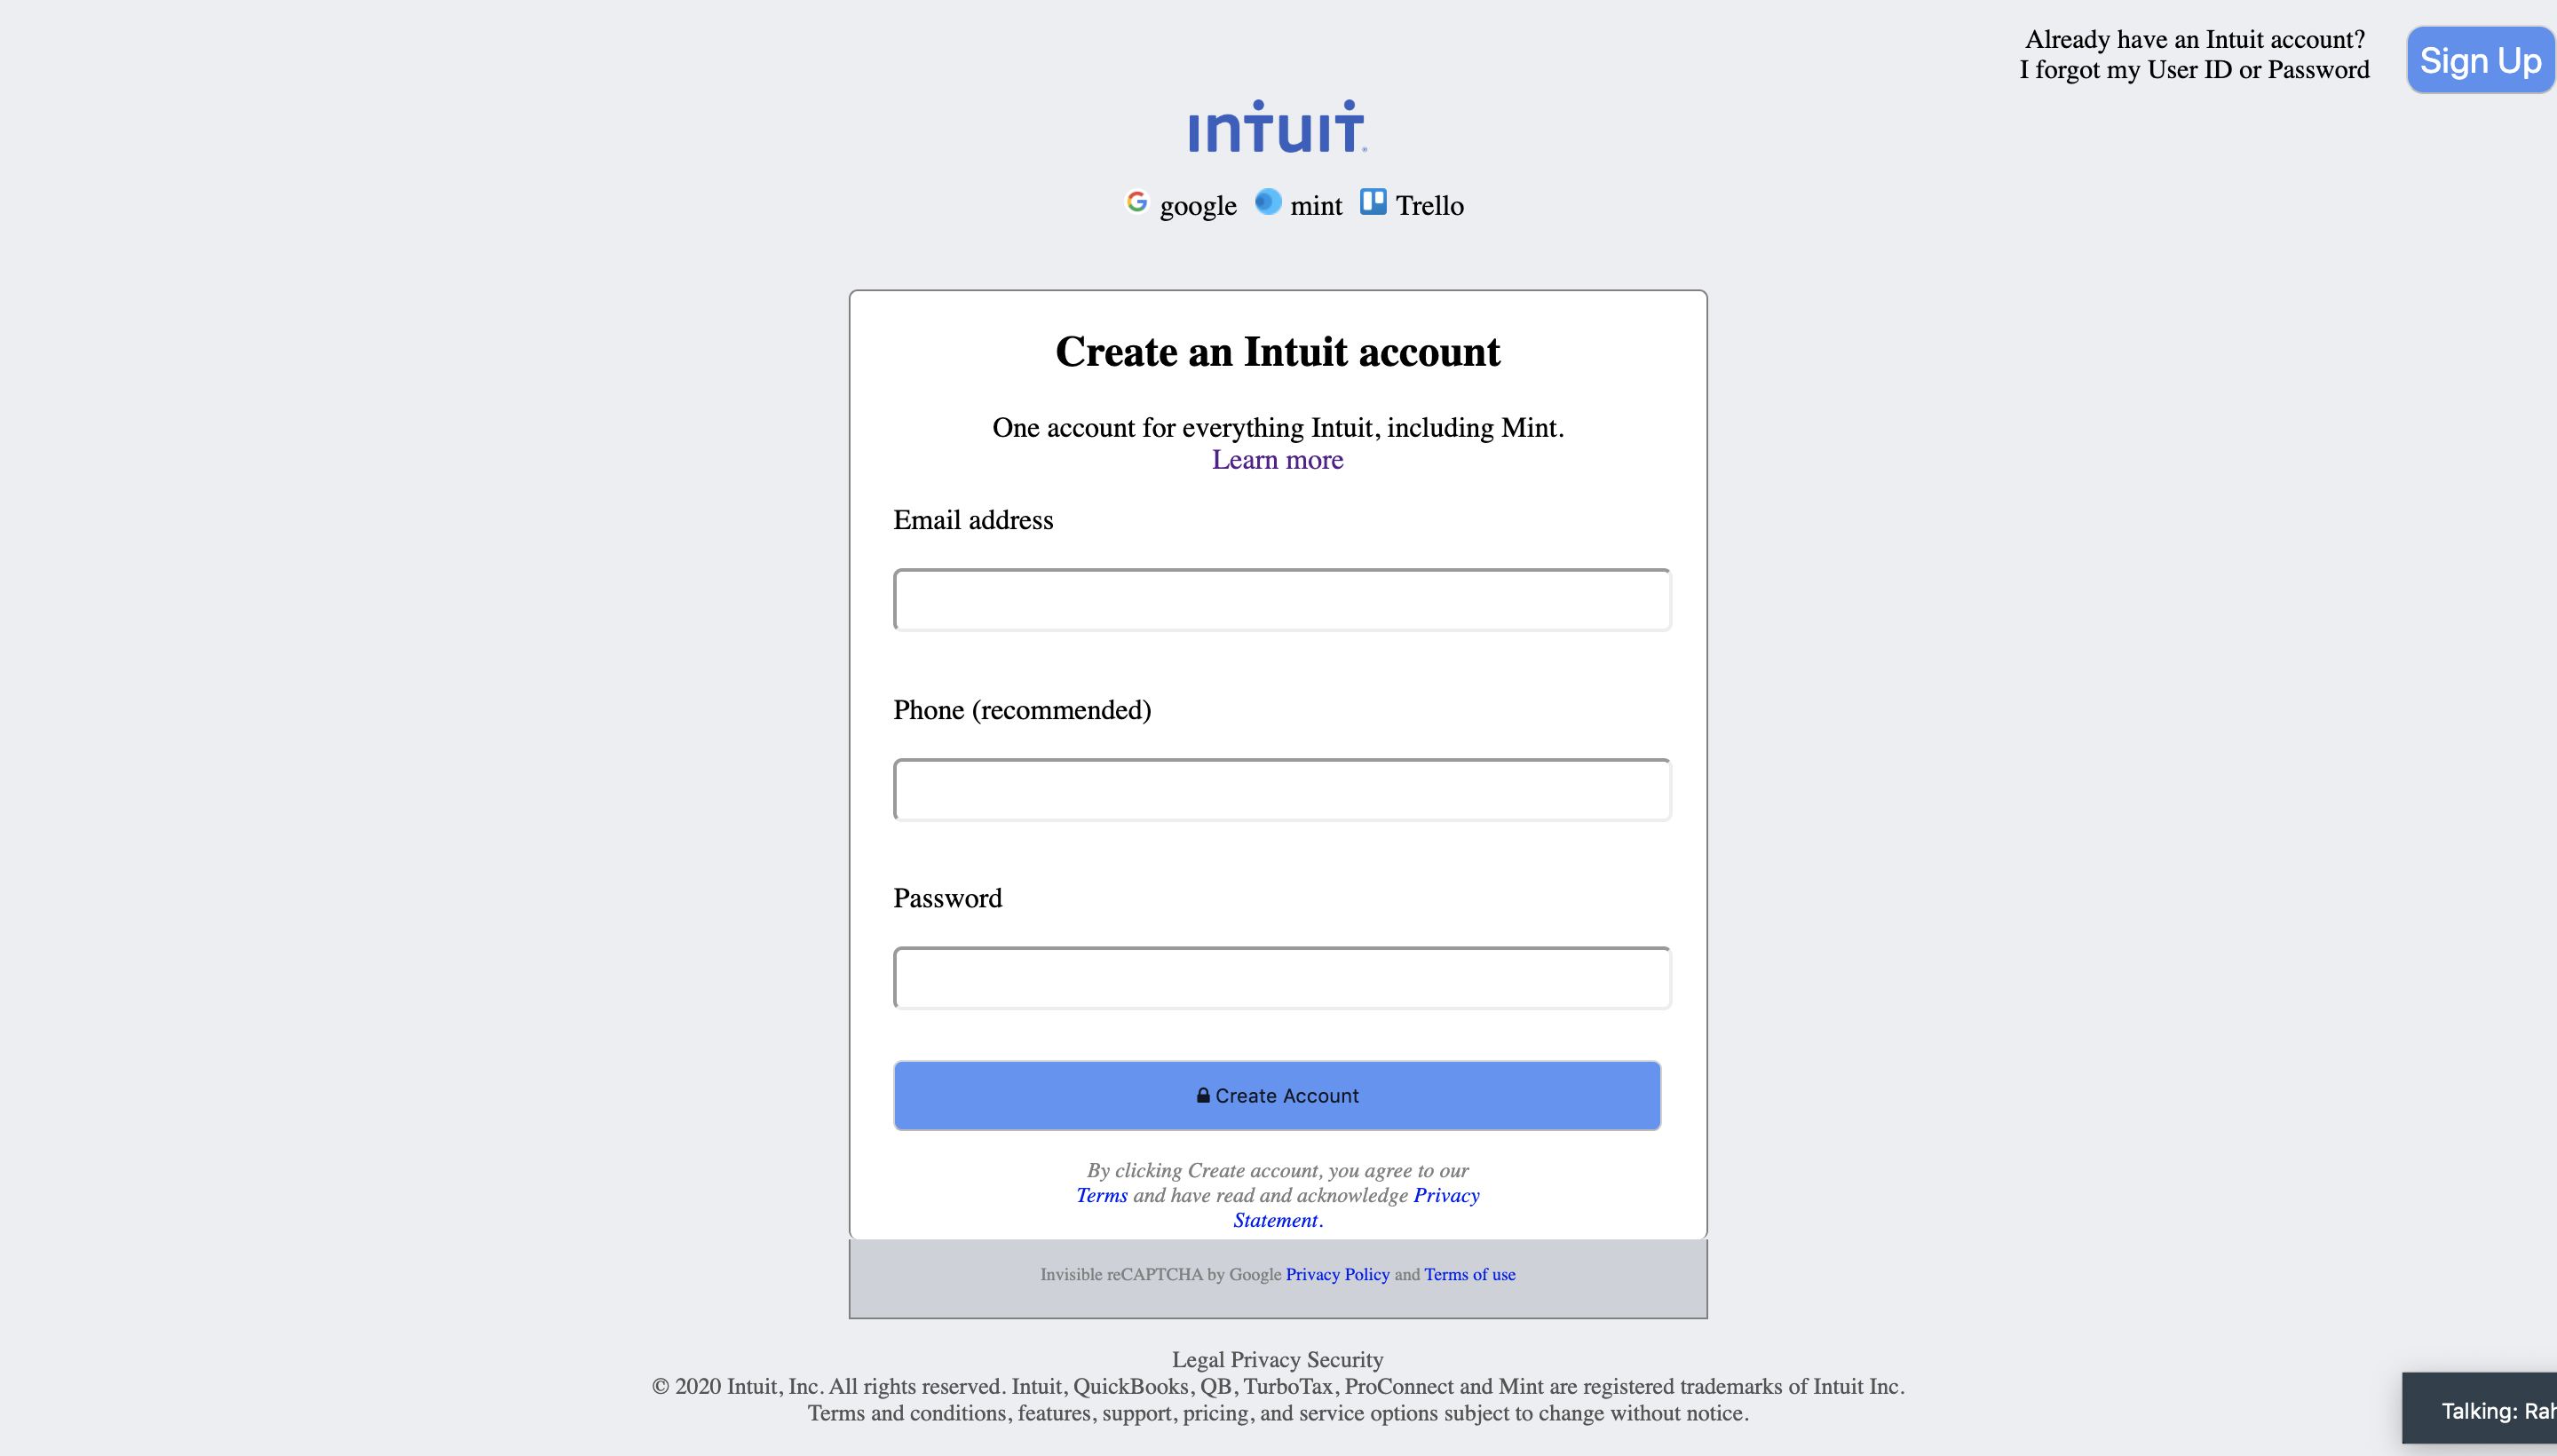 Already have an Intuit account?
I forgot my User ID or Password
Sign Up
intuit
google mint Trello
Create an Intuit account
One account for everything Intuit, including Mint.
Learn more
Email address
Phone (recommended)
Password
Create Account
By clicking Create account, you agree to our
Terms and have read and acknowledge Privacy
Statement.
Invisible reCAPTCHA by Google Privacy Policy and Terms of use
Legal Privacy Security
© 2020 Intuit, Inc. All rights reserved. Intuit, QuickBooks, QB, TurboTax, ProConnect and Mint are registered trademarks of Intuit Inc.
Terms and conditions, features, support, pricing, and service options subject to change without notice.
Talking: